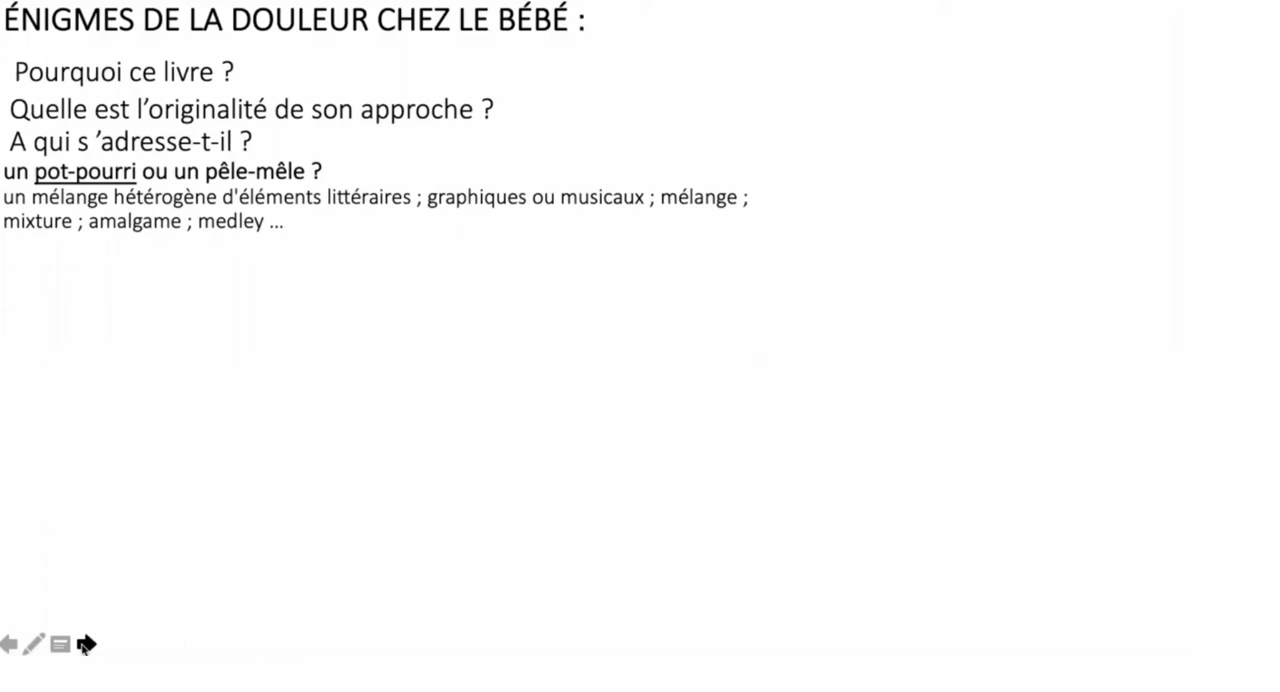 ÉNIGMES DE LA DOULEUR CHEZ LE BÉBÉ :
Pourquoi ce livre ?
Quelle est l’originalité de son approche ?
A qui s ’adresse-t-il ?
un pot-pourri ou un pêle-mêle ?
un mélange hétérogène d'éléments littéraires ; graphiques ou musicaux ; mélange ;
mixture ; amalgame ; medley ...